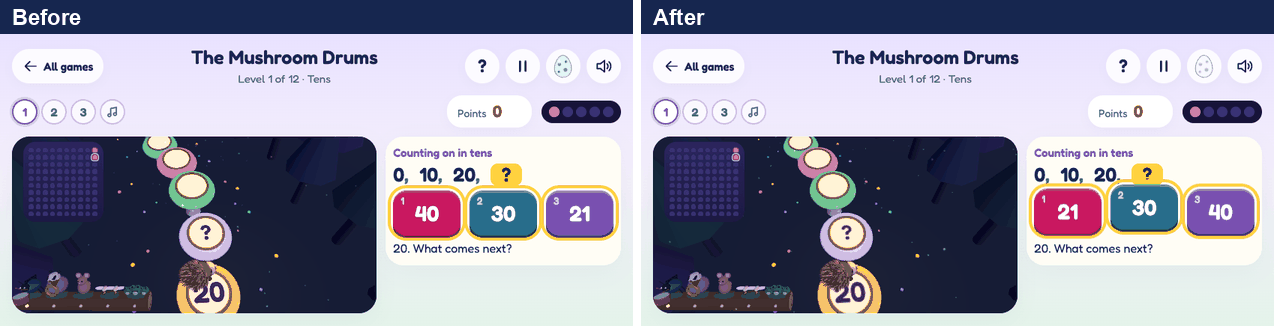 Before
All games
The Mushroom Drums
Level 1 of 12 · Tens
?
1 2 3
Points 0
?
20
Counting on in tens
0, 10, 20, ?
1 40
2 30
3 21
20. What comes next?
After
All games
The Mushroom Drums
Level 1 of 12 · Tens
?
1 2 3
Points 0
?
20
Counting on in tens
0, 10, 20, ?
1 21
2 30
3 40
20. What comes next?